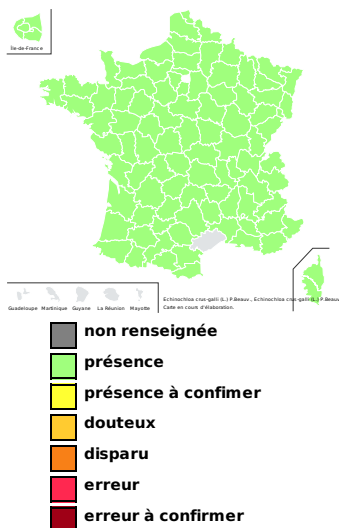 Île-de-France
Guadeloupe Martinique Guyane La Réunion Mayotte
Echinochloa crus-galli (L.) P.Beauv., Echinochloa crus-galli (L.) P.Beauv.
Carte en cours d'élaboration.
non renseignée
présence
présence à confimer
douteux
disparu
erreur
erreur à confirmer